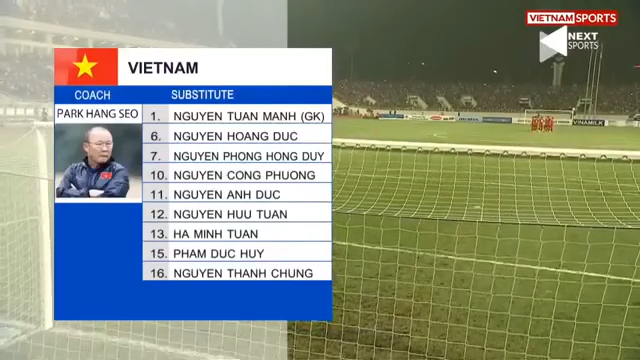 VIETNAM SPORTS
NEXT
SPORTS
VIETNAM
COACH
SUBSTITUTE
PARK HANG SEO
1. NGUYEN TUAN MANH (GK)
6. NGUYEN HOANG DUC
7. NGUYEN PHONG HONG DUY
10. NGUYEN CONG PHUONG
11. NGUYEN ANH DUC
12. NGUYEN HUU TUAN
13. HA MINH TUAN
15. PHAM DUC HUY
16. NGUYEN THANH CHUNG
VINAMILK